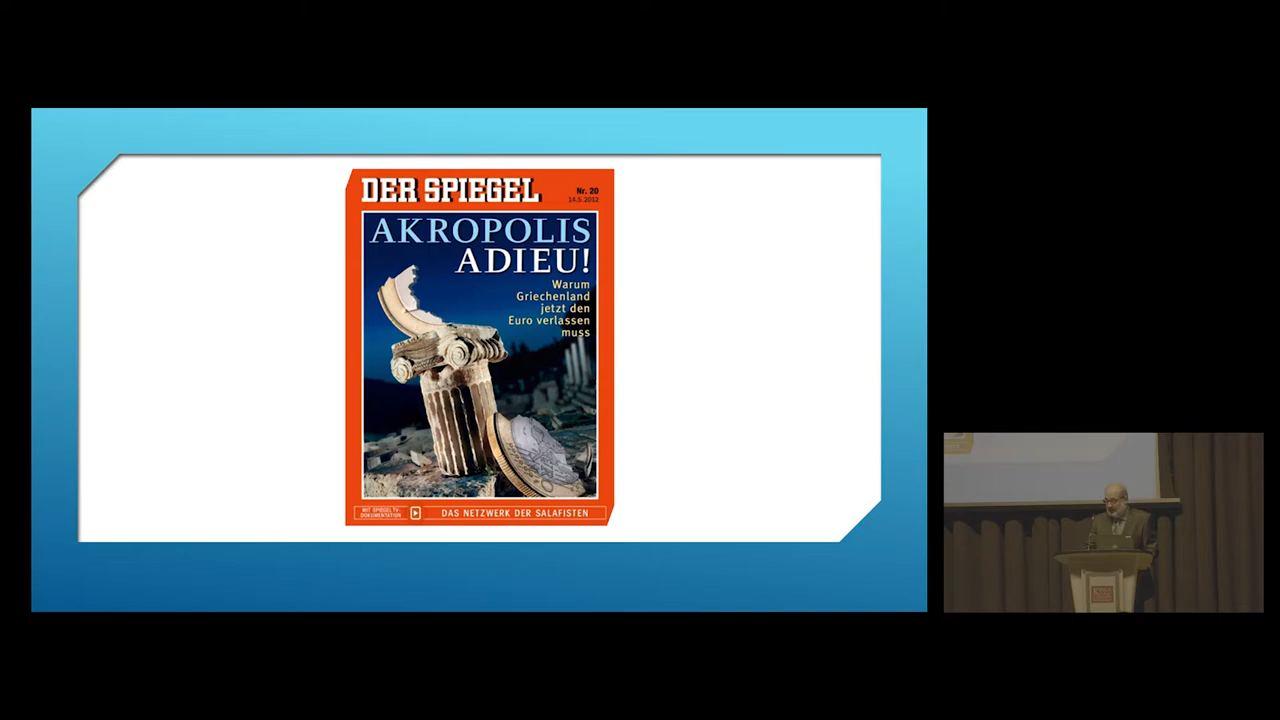 DER SPIEGEL
Nr. 20
14.5.2012
AKROPOLIS
ADIEU!
Warum
Griechenland
jetzt den
Euro verlassen
muss
MIT SPIEGEL TV-
DOKUMENTATION
DAS NETZWERK DER SALAFISTEN